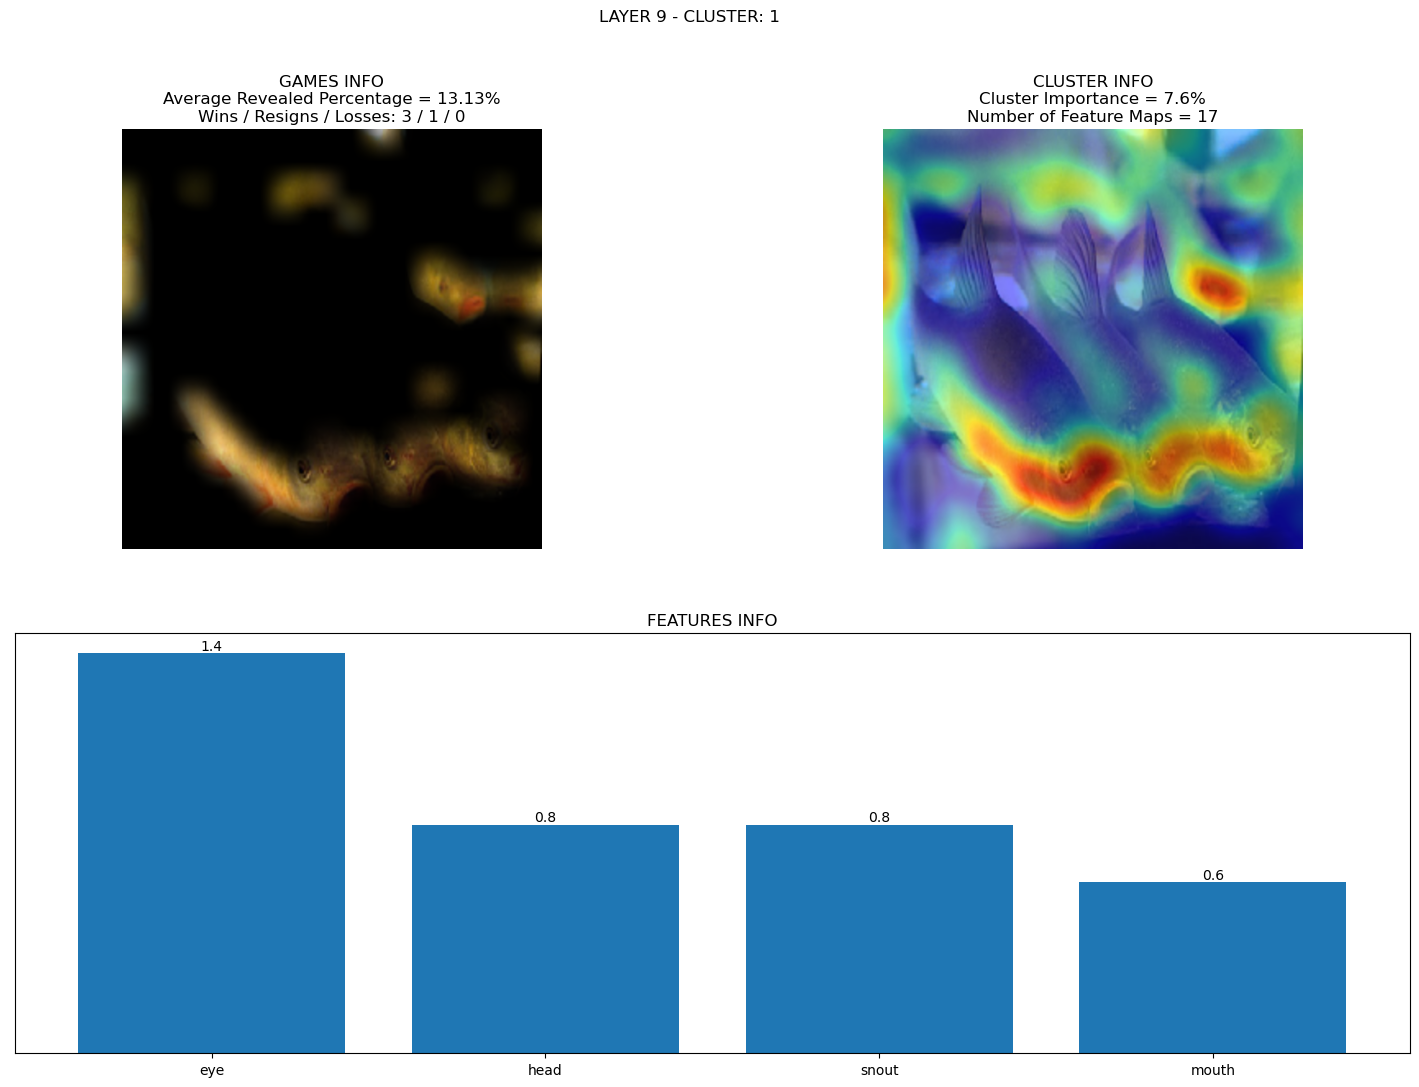 LAYER 9 - CLUSTER: 1
GAMES INFO
Average Revealed Percentage = 13.13%
Wins / Resigns / Losses: 3 / 1 / 0
CLUSTER INFO
Cluster Importance = 7.6%
Number of Feature Maps = 17
FEATURES INFO
1.4
0.8
0.8
0.6
eye
head
snout
mouth